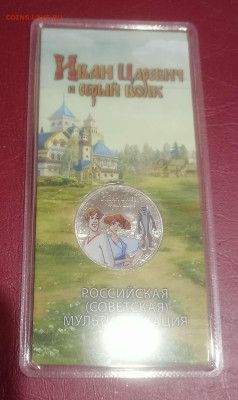 Иван Царевич
и серый волк
РОССИЙСКАЯ
(СОВЕТСКАЯ)
МУЛЬТИПЛИКАЦИЯ